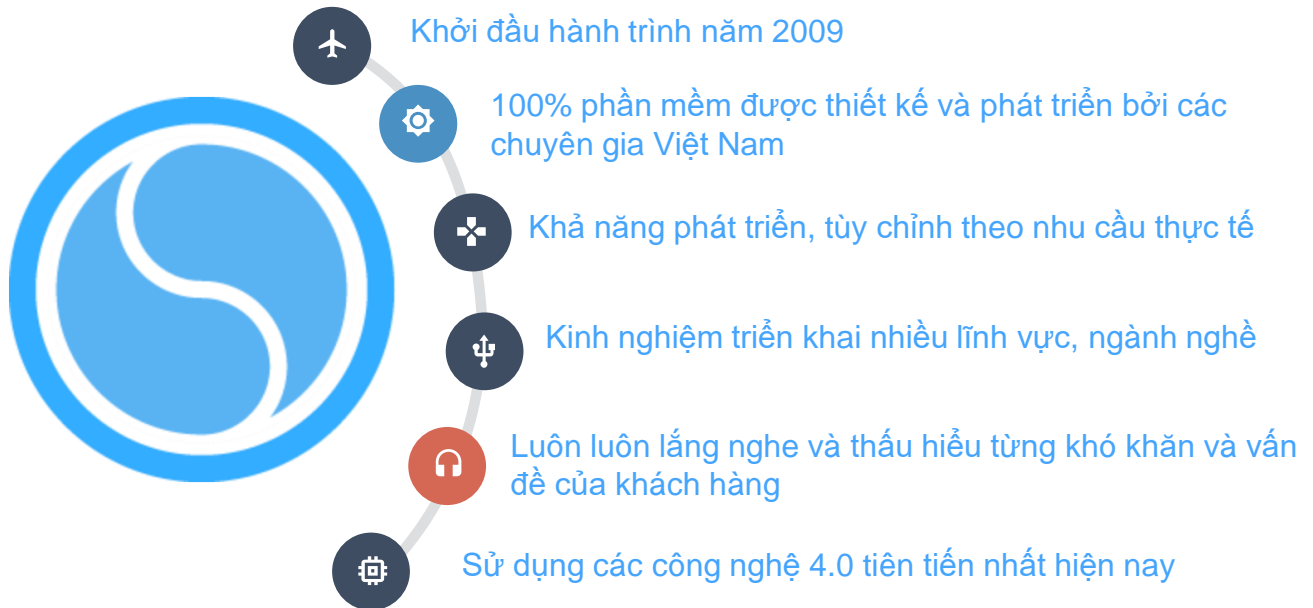 Khởi đầu hành trình năm 2009
100% phần mềm được thiết kế và phát triển bởi các
chuyên gia Việt Nam
Khả năng phát triển, tùy chỉnh theo nhu cầu thực tế
Kinh nghiệm triển khai nhiều lĩnh vực, ngành nghề
Luôn luôn lắng nghe và thấu hiểu từng khó khăn và vấn
đề của khách hàng
Sử dụng các công nghệ 4.0 tiên tiến nhất hiện nay